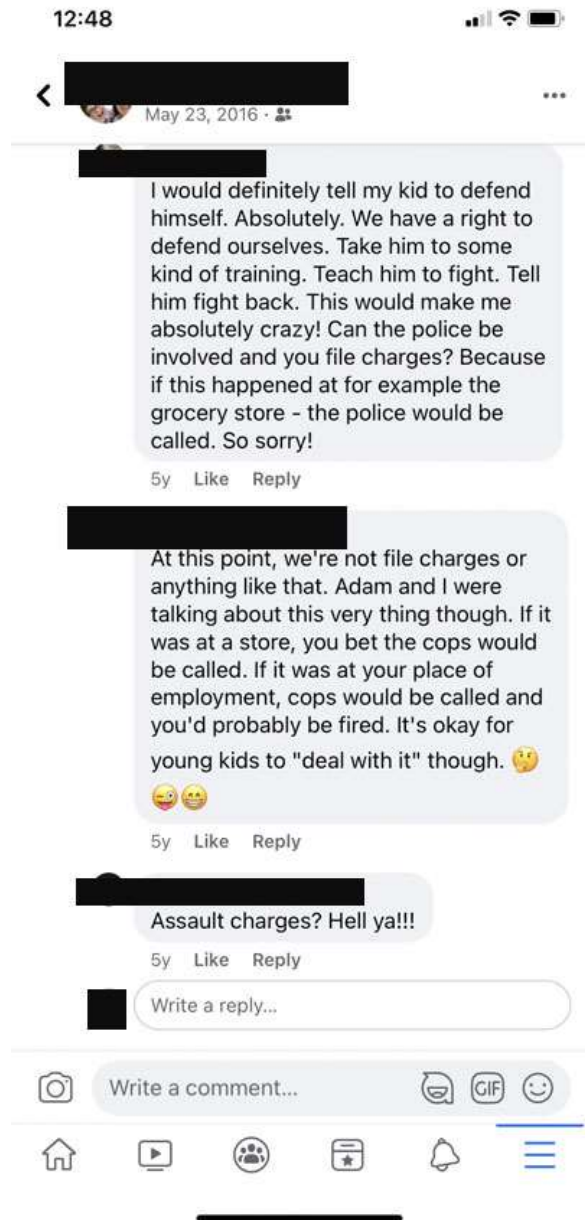 12:48
May 23, 2016 ·
I would definitely tell my kid to defend
himself. Absolutely. We have a right to
defend ourselves. Take him to some
kind of training. Teach him to fight. Tell
him fight back. This would make me
absolutely crazy! Can the police be
involved and you file charges? Because
if this happened at for example the
grocery store - the police would be
called. So sorry!
5y Like Reply
At this point, we're not file charges or
anything like that. Adam and I were
talking about this very thing though. If it
was at a store, you bet the cops would
be called. If it was at your place of
employment, cops would be called and
you'd probably be fired. It's okay for
young kids to "deal with it" though. 🤔
😜😁
5y Like Reply
Assault charges? Hell ya!!!
5y Like Reply
Write a reply...
Write a comment...
GIF